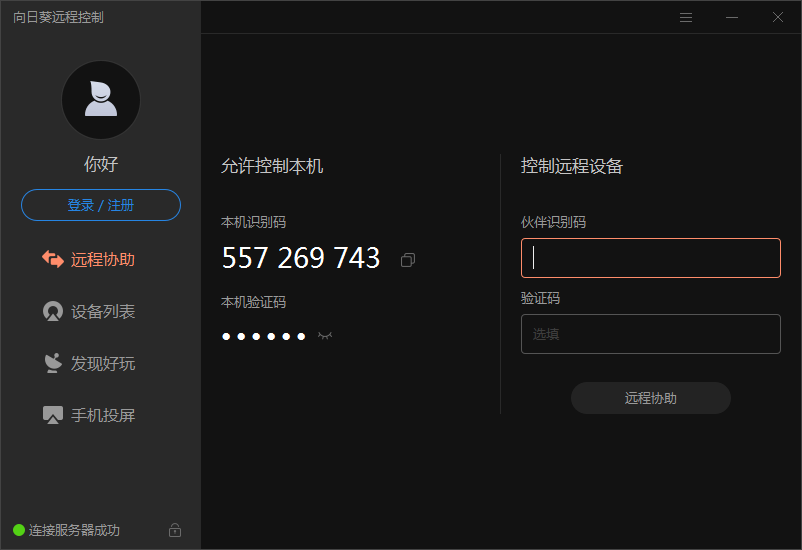 向日葵远程控制
你好
登录 / 注册
远程协助
设备列表
发现好玩
手机投屏
连接服务器成功
允许控制本机
本机识别码
557 269 743
本机验证码
••••••
控制远程设备
伙伴识别码
验证码
选填
远程协助